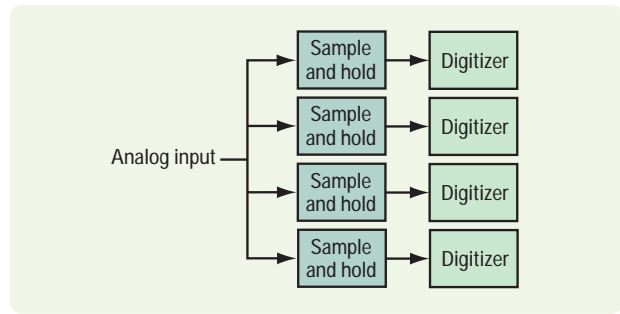 Sample
and hold
Digitizer
Sample
and hold
Digitizer
Analog input
Sample
and hold
Digitizer
Sample
and hold
Digitizer